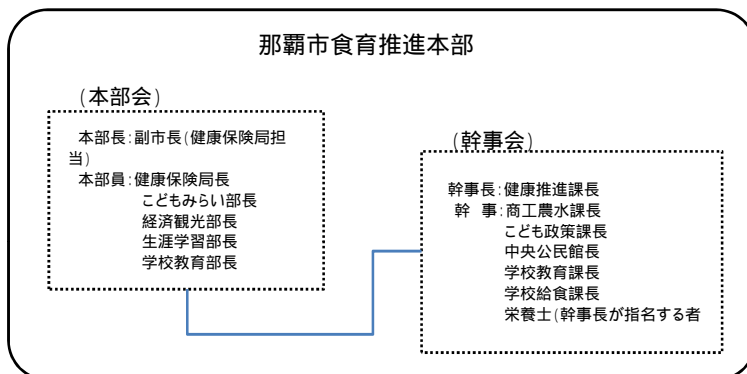 那覇市食育推進本部
(本部会)
本部長:副市長(健康保険局担
当)
本部員:健康保険局長
こどもみらい部長
経済観光部長
生涯学習部長
学校教育部長
(幹事会)
幹事長:健康推進課長
幹 事:商工農水課長
こども政策課長
中央公民館長
学校教育課長
学校給食課長
栄養士(幹事長が指名する者